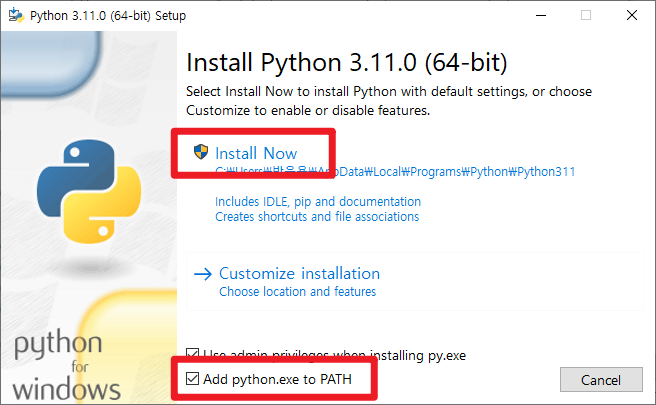 Python 3.11.0 (64-bit) Setup
Install Python 3.11.0 (64-bit)
Select Install Now to install Python with default settings, or choose
Customize to enable or disable features.
Install Now
C:₩Users₩박응용₩AppData₩Local₩Programs₩Python₩Python311
Includes IDLE, pip and documentation
Creates shortcuts and file associations
Customize installation
Choose location and features
Use admin privileges when installing py.exe
Add python.exe to PATH
Cancel
python
for
windows